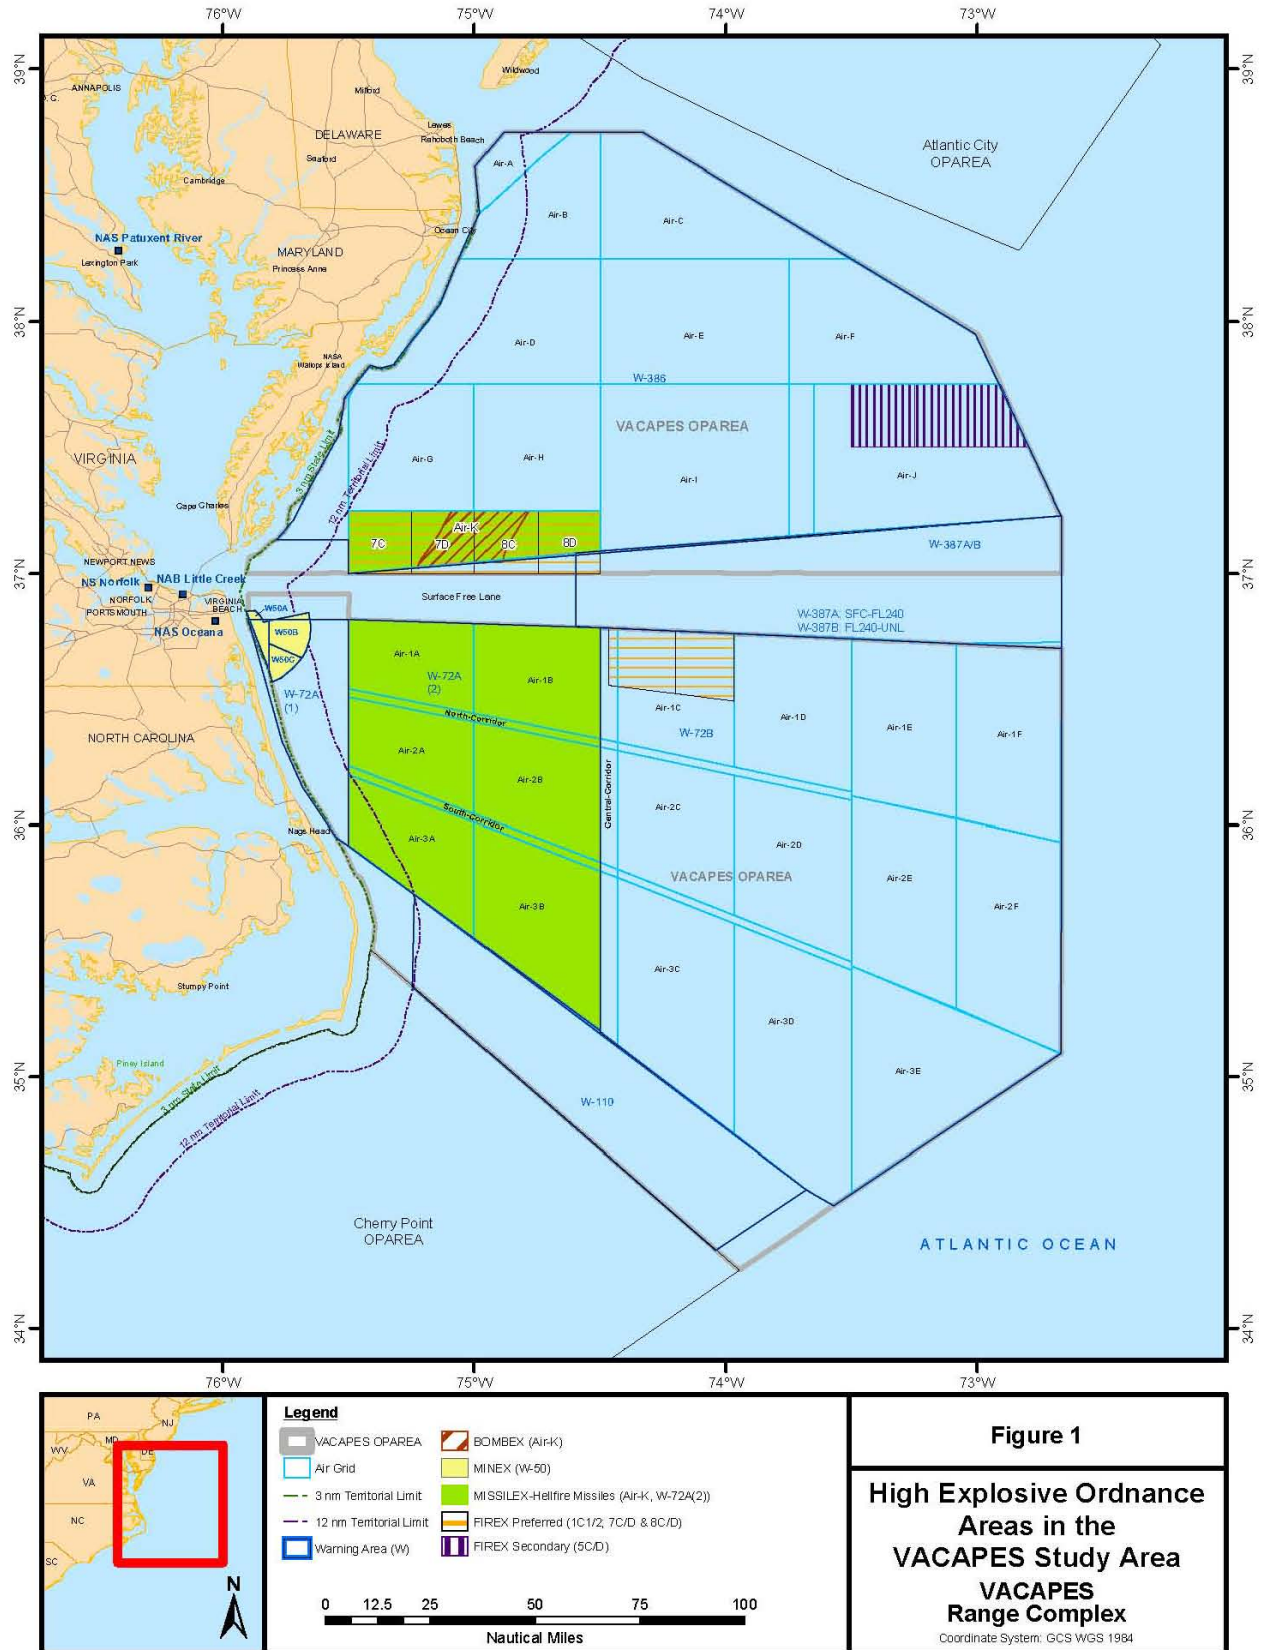 76°W
75°W
74°W
73°W
39°N
39°N
ANNAPOLIS
Wildwood
Milford
DELAWARE
Lewes
Rehoboth Beach
Seaford
Cambridge
Atlantic City
OPAREA
Air-A
Air-B
Air-C
Ocean City
NAS Patuxent River
Lexington Park
MARYLAND
Princess Anne
38°N
38°N
Air-D
Air-E
Air-F
NASA
Wallops Island
W-386
VACAPES OPAREA
VIRGINIA
3 nm State Limit
12 nm Territorial Limit
Air-G
Air-H
Air-I
Air-J
Cape Charles
Air-K
7C
7D
8C
8D
W-387A/B
NEWPORT NEWS
37°N
37°N
NS Norfolk
NAB Little Creek
NORFOLK
PORTSMOUTH
VIRGINIA
BEACH
Surface Free Lane
W50A
W-387A: SFC-FL240
W-387B: FL240-UNL
NAS Oceana
W50B
W50C
Air-1A
W-72A
(2)
Air-1B
W-72A
(1)
North-Corridor
Air-1C
Air-1D
Air-1E
Air-1F
W-72B
NORTH CAROLINA
Air-2A
Air-2B
Central-Corridor
Air-2C
South-Corridor
36°N
36°N
Nags Head
Air-3A
Air-2D
VACAPES OPAREA
Air-2E
Air-2F
Air-3B
Air-3C
Stumpy Point
Air-3D
Piney Island
35°N
35°N
3 nm State Limit
12 nm Territorial Limit
Air-3E
W-110
Cherry Point
OPAREA
ATLANTIC OCEAN
34°N
34°N
76°W
75°W
74°W
73°W
PA
NJ
MD
DE
WV
VA
NC
SC
N
Legend
VACAPES OPAREA
Air Grid
3 nm Territorial Limit
12 nm Territorial Limit
Warning Area (W)
BOMBEX (Air-K)
MINEX (W-50)
MISSILEX-Hellfire Missiles (Air-K, W-72A(2))
FIREX Preferred (1C1/2, 7C/D & 8C/D)
FIREX Secondary (5C/D)
0 12.5 25 50 75 100
Nautical Miles
Figure 1
High Explosive Ordnance
Areas in the
VACAPES Study Area
VACAPES
Range Complex
Coordinate System: GCS WGS 1984